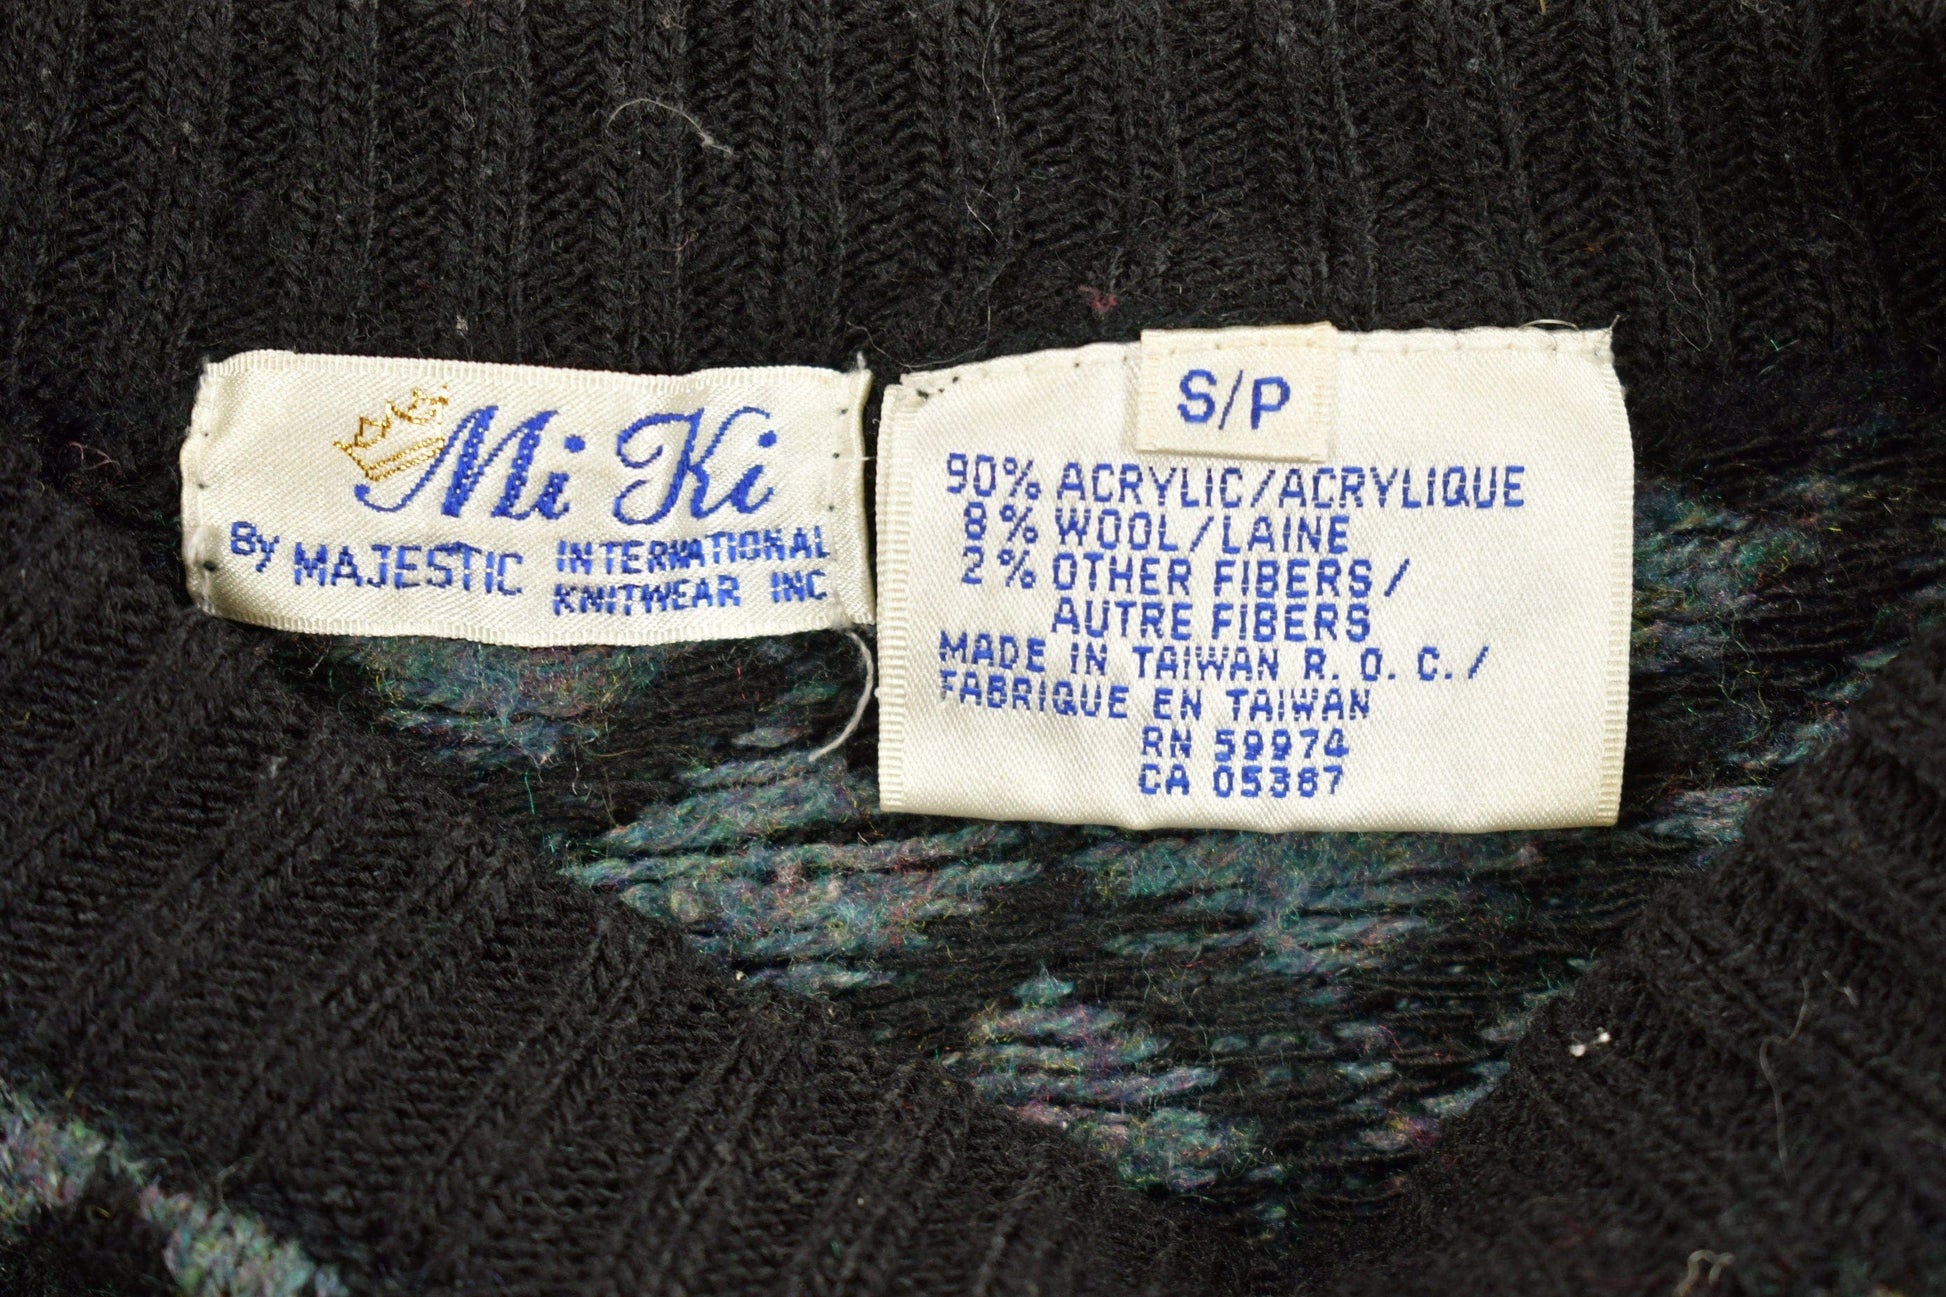 Mi Ki
By MAJESTIC INTERNATIONAL
KNITWEAR INC
S/P
90% ACRYLIC/ACRYLIQUE
8% WOOL/LAINE
2% OTHER FIBERS/
AUTRE FIBERS
MADE IN TAIWAN R. O. C./
FABRIQUE EN TAIWAN
RN 59974
CA 05387